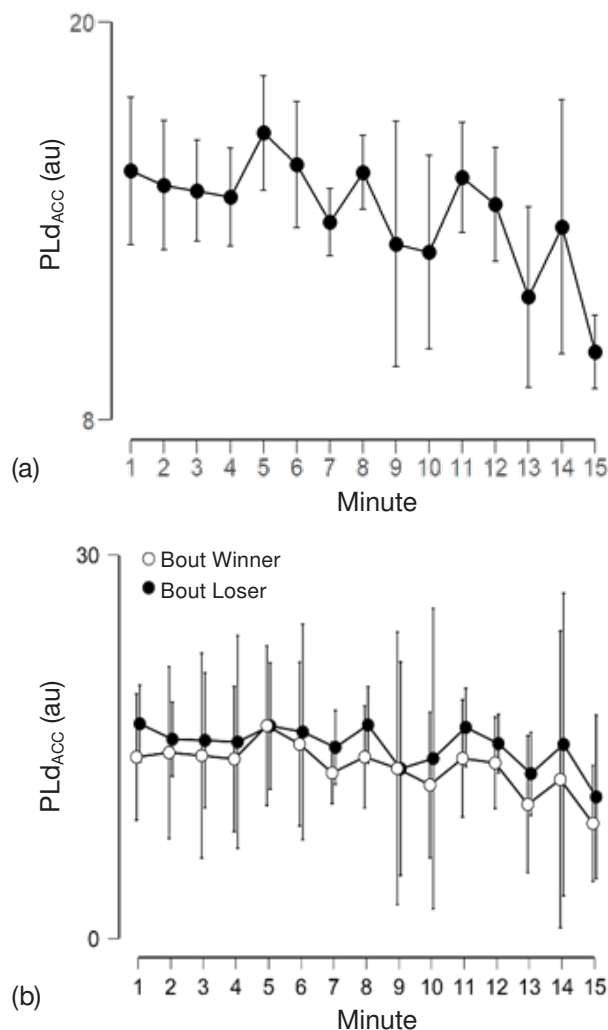 20
PLdACC (au)
8
1 2 3 4 5 6 7 8 9 10 11 12 13 14 15
(a)
Minute
30
Bout Winner
Bout Loser
PLdACC (au)
0
1 2 3 4 5 6 7 8 9 10 11 12 13 14 15
(b)
Minute